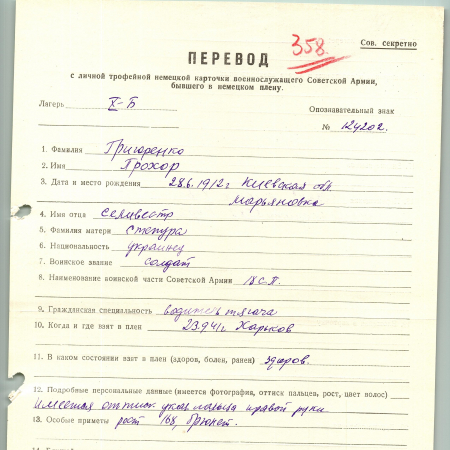 358.
Сов. секретно
ПЕРЕВОД
с личной трофейной немецкой карточки военнослужащего Советской Армии,
бывшего в немецком плену.
Лагерь X-Б
Опознавательный знак
№ 124202.
1. Фамилия Григоренко
2. Имя Прохор
3. Дата и место рождения 28.6.1912 г Киевская обл
Марьяновка
4. Имя отца Селивестр
5. Фамилия матери Степура
6. Национальность украинец
7. Воинское звание солдат
8. Наименование воинской части Советской Армии с.п.
9. Гражданская специальность водитель тягача
10. Когда и где взят в плен 23.941г. Харьков
11. В каком состоянии взят в плен (здоров, болен, ранен) здоров.
12. Подробные персональные данные (имеется фотография, оттиск пальцев, рост, цвет волос)
Имеется оттиск указ пальца правой руки
13. Особые приметы рост 168, брюнет.